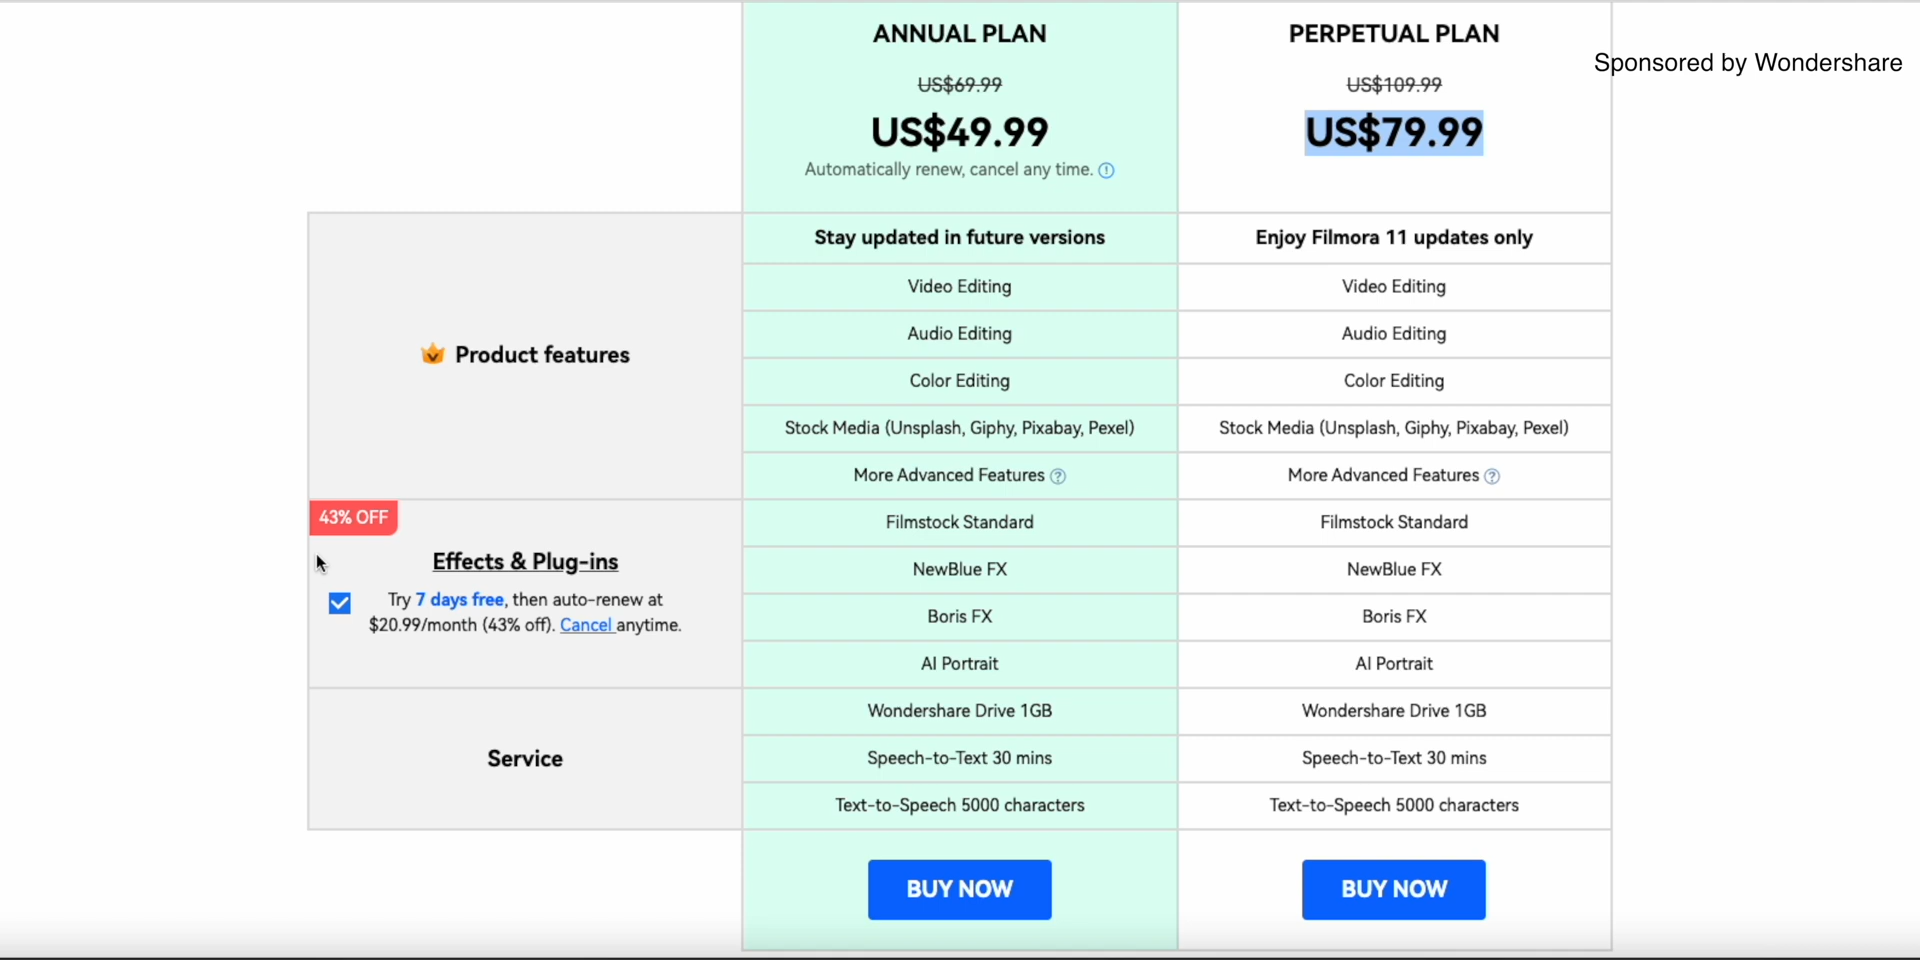 ANNUAL PLAN
PERPETUAL PLAN
Sponsored by Wondershare
US$69.99
US$109.99
US$49.99
US$79.99
Automatically renew, cancel any time.
Stay updated in future versions
Enjoy Filmora 11 updates only
Product features
Video Editing
Video Editing
Audio Editing
Audio Editing
Color Editing
Color Editing
Stock Media (Unsplash, Giphy, Pixabay, Pexel)
Stock Media (Unsplash, Giphy, Pixabay, Pexel)
More Advanced Features ?
More Advanced Features ?
43% OFF
Effects & Plug-ins
Try 7 days free, then auto-renew at
$20.99/month (43% off). Cancel anytime.
Filmstock Standard
Filmstock Standard
NewBlue FX
NewBlue FX
Boris FX
Boris FX
AI Portrait
AI Portrait
Service
Wondershare Drive 1GB
Wondershare Drive 1GB
Speech-to-Text 30 mins
Speech-to-Text 30 mins
Text-to-Speech 5000 characters
Text-to-Speech 5000 characters
BUY NOW
BUY NOW